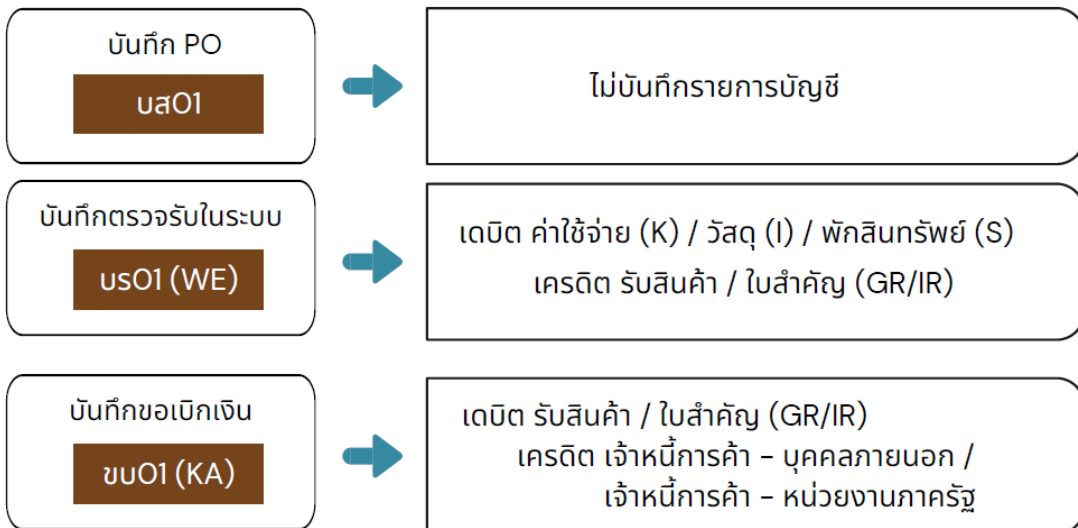 บันทึก PO
บส01
ไม่บันทึกรายการบัญชี
บันทึกตรวจรับในระบบ
บร01 (WE)
เดบิต ค่าใช้จ่าย (K) / วัสดุ (I) / พักสินทรัพย์ (S)
เครดิต รับสินค้า / ใบสำคัญ (GR/IR)
บันทึกขอเบิกเงิน
ขบ01 (KA)
เดบิต รับสินค้า / ใบสำคัญ (GR/IR)
เครดิต เจ้าหนี้การค้า – บุคคลภายนอก /
เจ้าหนี้การค้า – หน่วยงานภาครัฐ